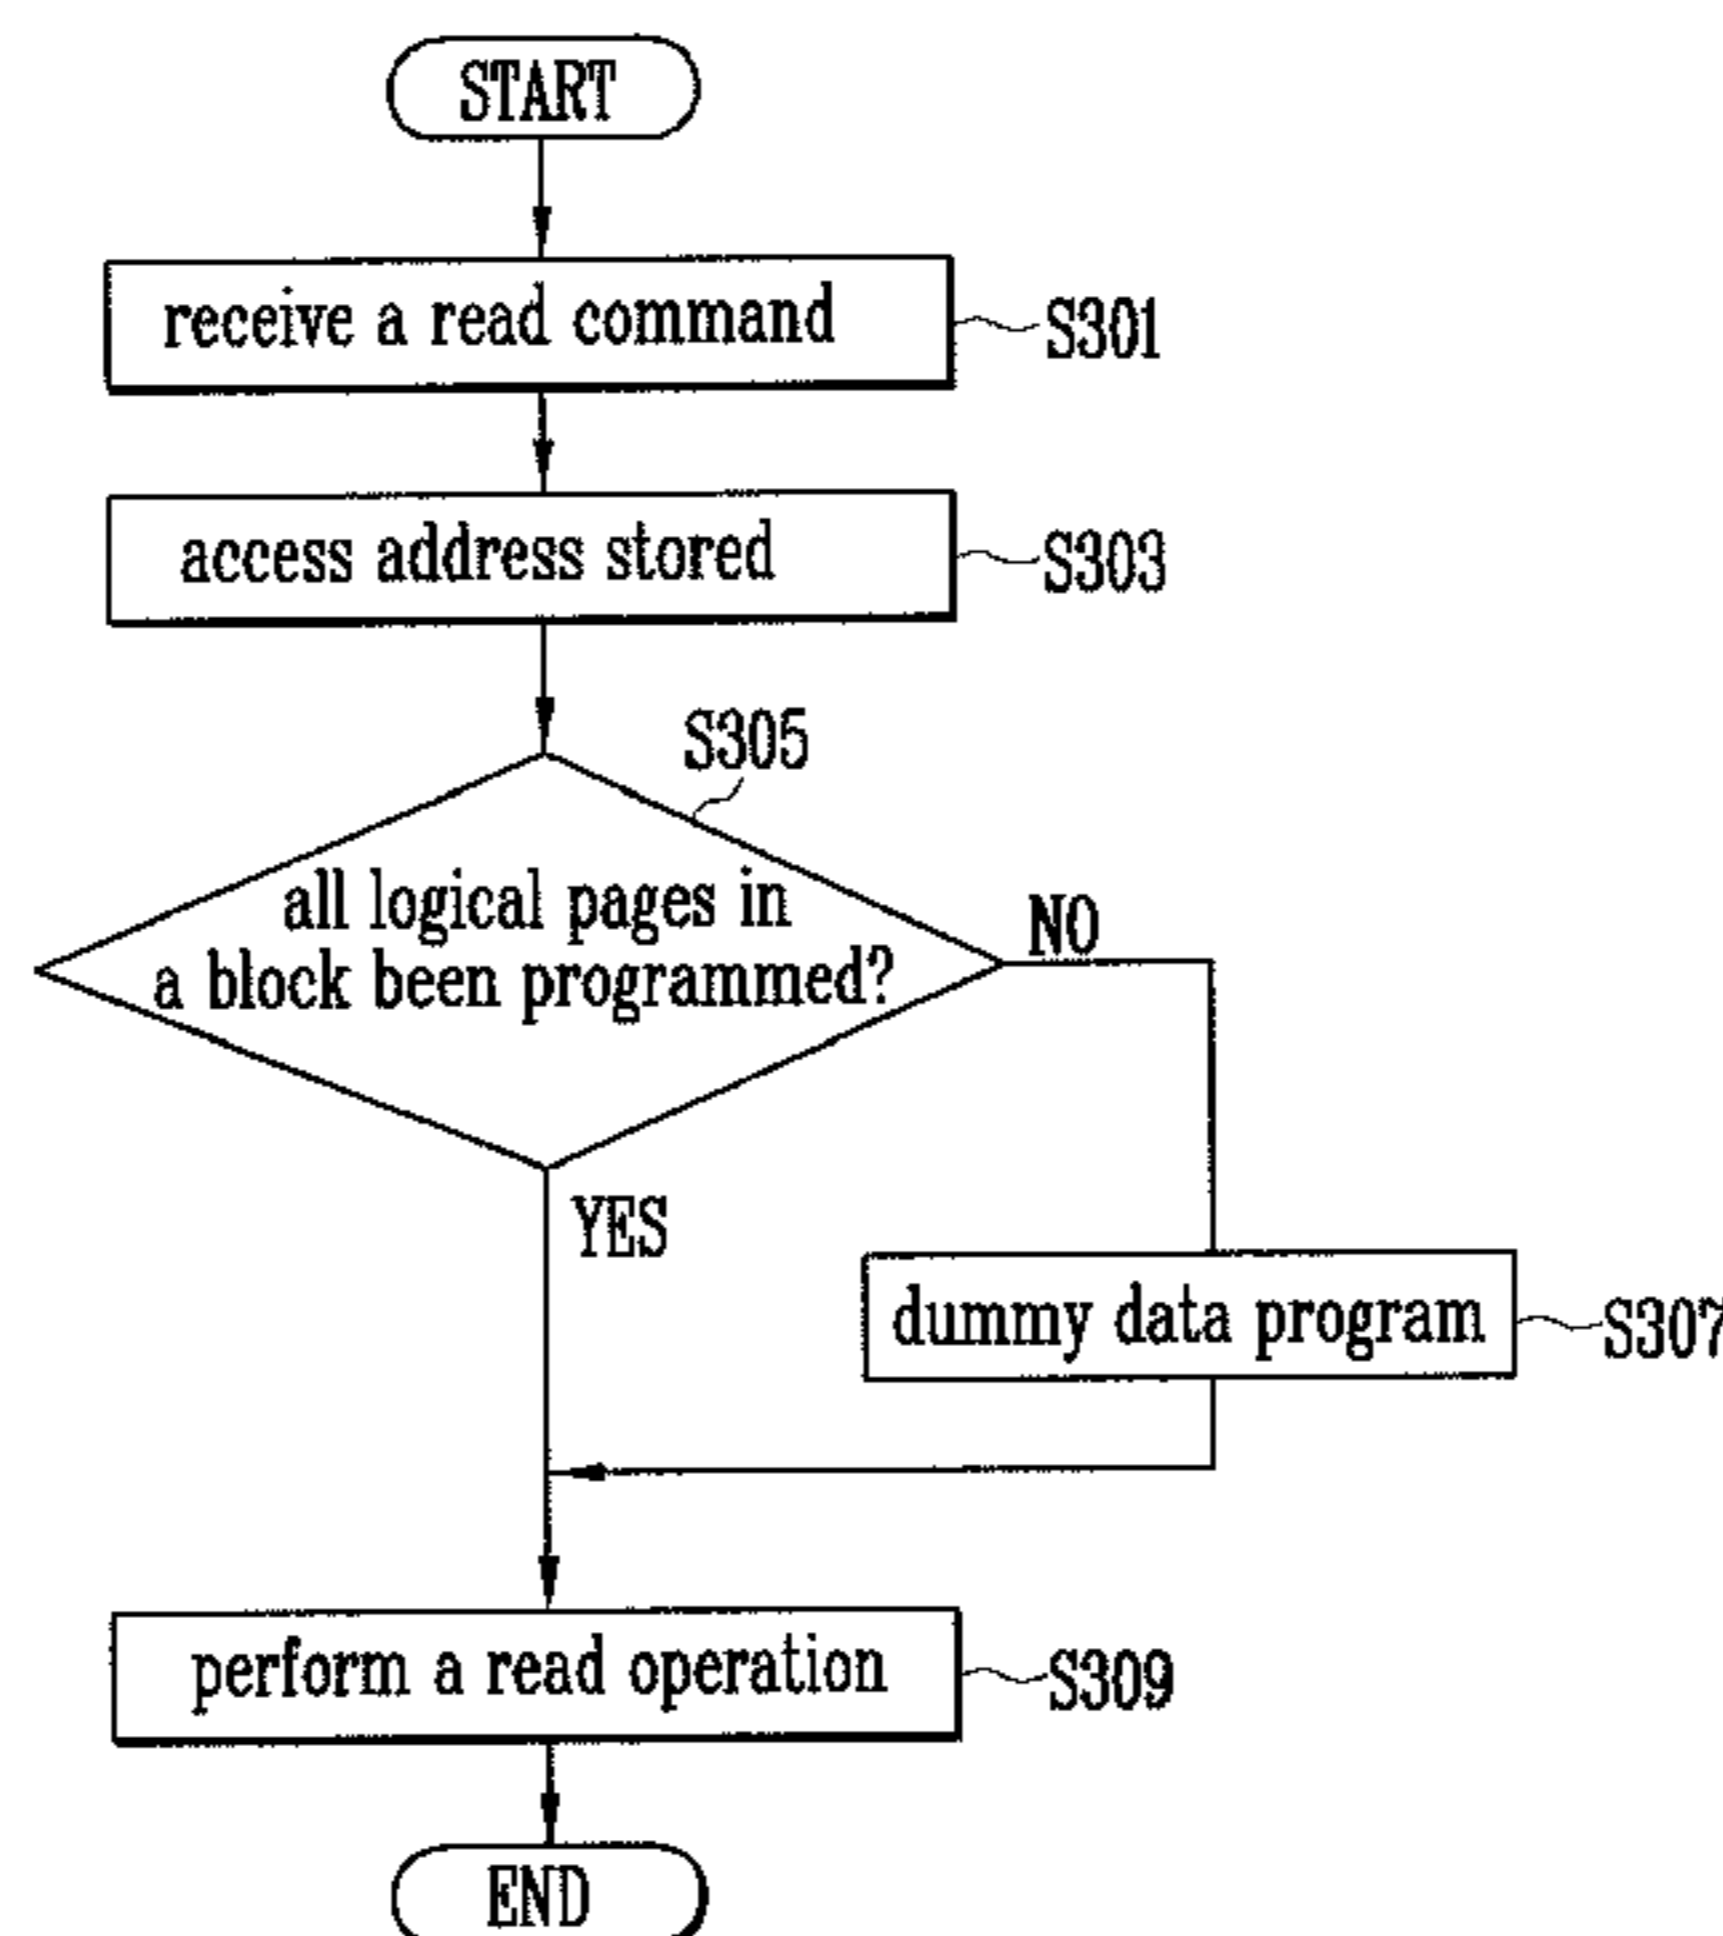 START
receive a read command
S301
access address stored
S303
S305
all logical pages in
a block been programmed?
NO
YES
dummy data program
S307
perform a read operation
S309
END